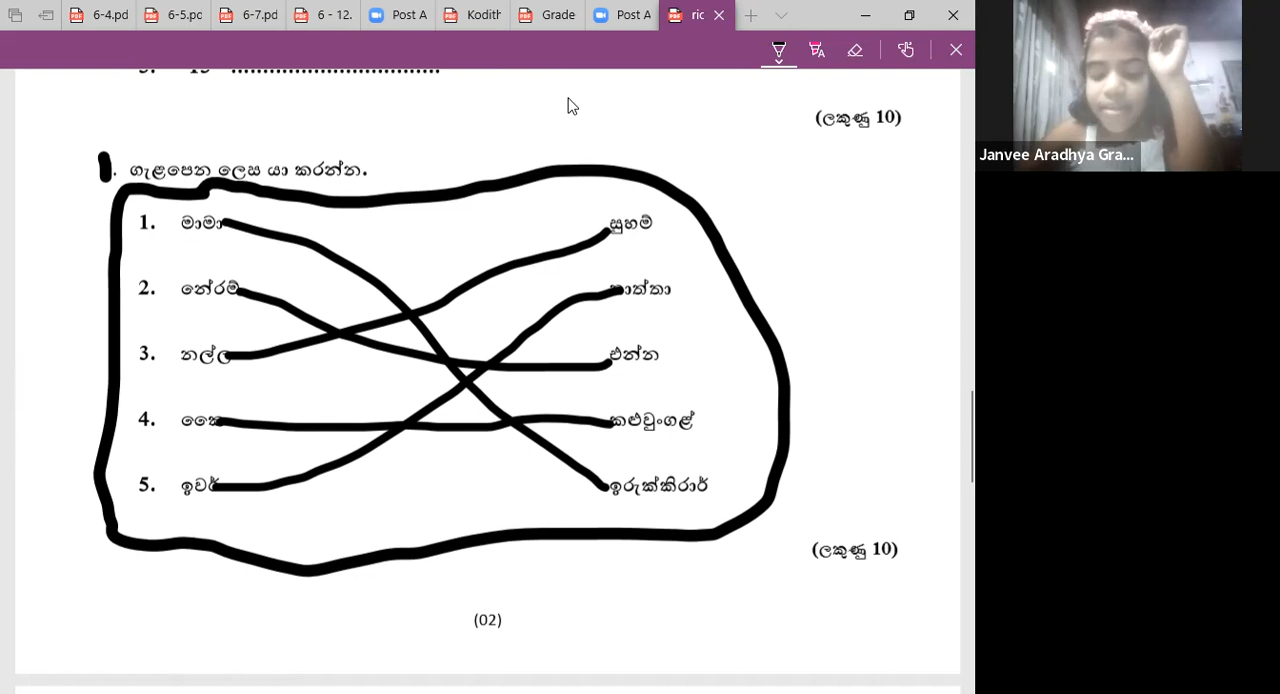 6-4.pd 6-5.pc 6-7.pd 6 - 12. Post A Kodith Grade Post A ric
(ලකුණු 10)
ගැළපෙන ලෙස යා කරන්න.
1. මාමා සුහම්
2. නේරම් තාත්තා
3. නල්ල එන්න
4. කෛ කළුවුංගළ්
5. ඉවර් ඉරුක්කිරාර්
(ලකුණු 10)
(02)
Janvee Aradhya Gra...